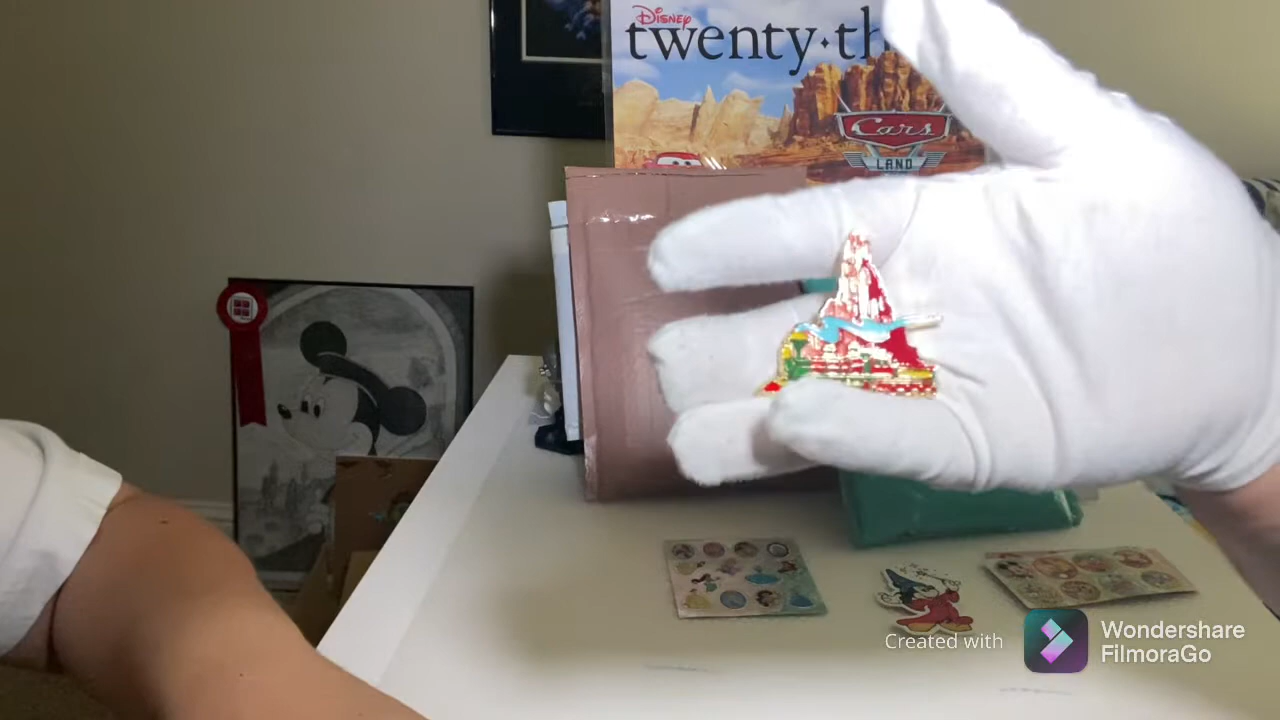 Disney
twenty·th
Cars
LAND
Created with
Wondershare
FilmoraGo